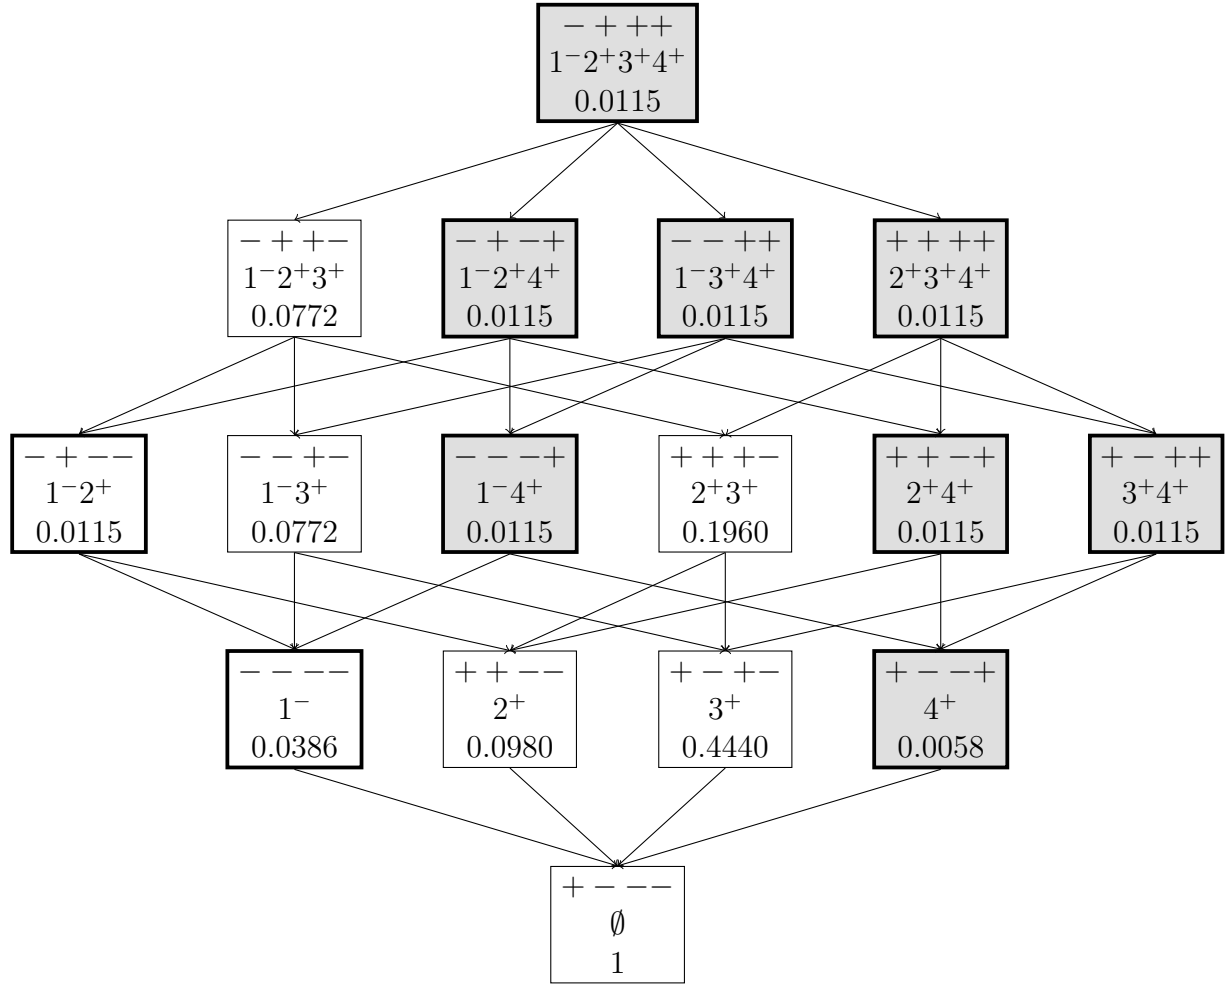 − + ++
1⁻2⁺3⁺4⁺
0.0115
− + +−
1⁻2⁺3⁺
0.0772
− + −+
1⁻2⁺4⁺
0.0115
− − ++
1⁻3⁺4⁺
0.0115
+ + ++
2⁺3⁺4⁺
0.0115
− + −−
1⁻2⁺
0.0115
− − +−
1⁻3⁺
0.0772
− − −+
1⁻4⁺
0.0115
+ + +−
2⁺3⁺
0.1960
+ + −+
2⁺4⁺
0.0115
+ − ++
3⁺4⁺
0.0115
− − −−
1⁻
0.0386
+ + −−
2⁺
0.0980
+ − +−
3⁺
0.4440
+ − −+
4⁺
0.0058
+ − −−
∅
1